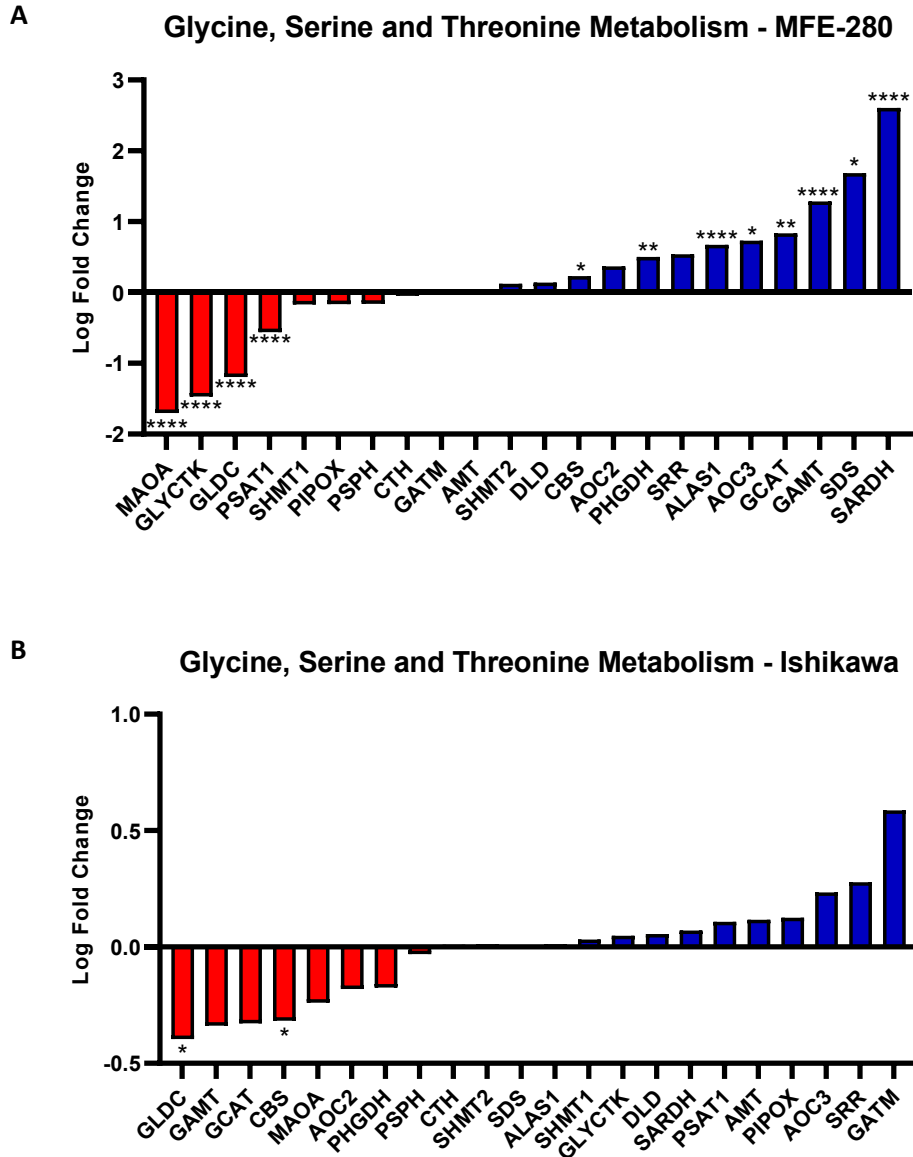 A
Glycine, Serine and Threonine Metabolism - MFE-280
Log Fold Change
3
2
1
0
-1
-2
**** **** **** **** * ** **** * ** **** * ****
MAOA GLYCTK GLDC PSAT1 SHMT1 PIPOX PSPH CTH GATM AMT SHMT2 DLD CBS AOC2 PHGDH SRR ALAS1 AOC3 GCAT GAMT SDS SARDH
B
Glycine, Serine and Threonine Metabolism - Ishikawa
Log Fold Change
1.0
0.5
0.0
-0.5
* *
GLDC GAMT GCAT CBS MAOA AOC2 PHGDH PSPH CTH SHMT2 SDS ALAS1 SHMT1 GLYCTK DLD SARDH PSAT1 AMT PIPOX AOC3 SRR GATM